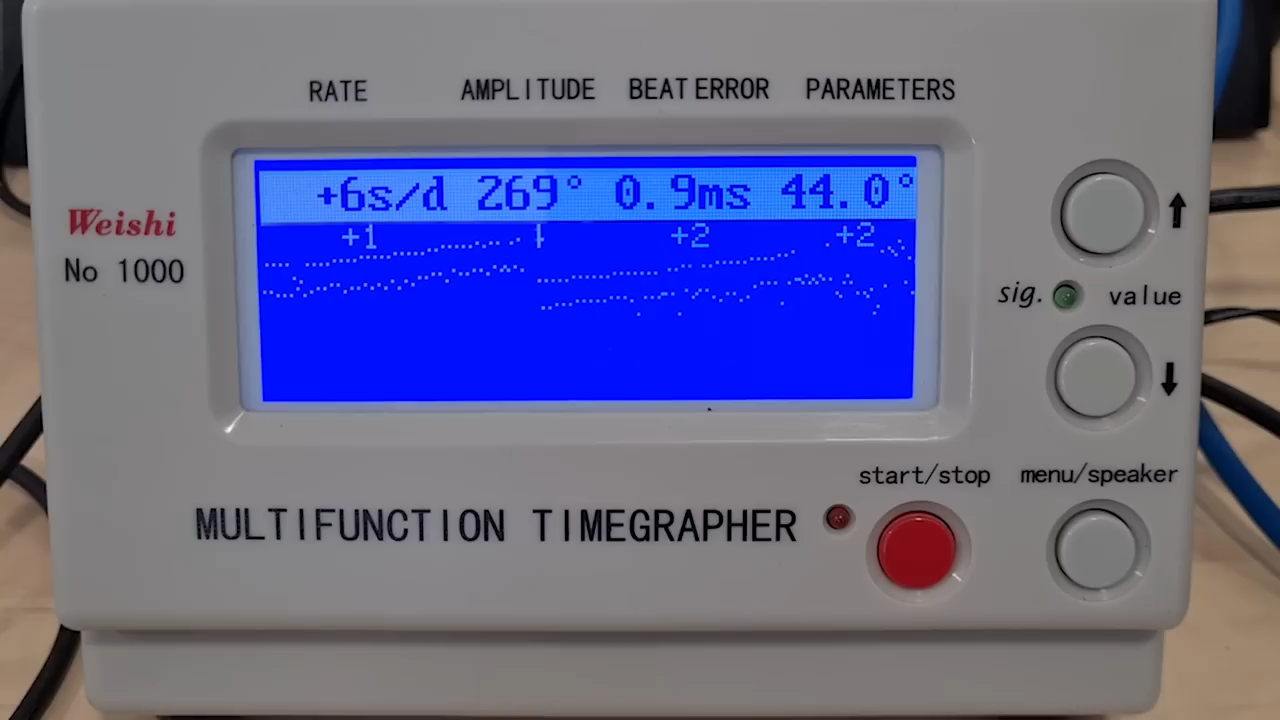 RATE AMPLITUDE BEAT ERROR PARAMETERS
+6s/d 269° 0.9ms 44.0°
+1 +2 +2
Weishi
No 1000
sig. value
start/stop menu/speaker
MULTIFUNCTION TIMEGRAPHER